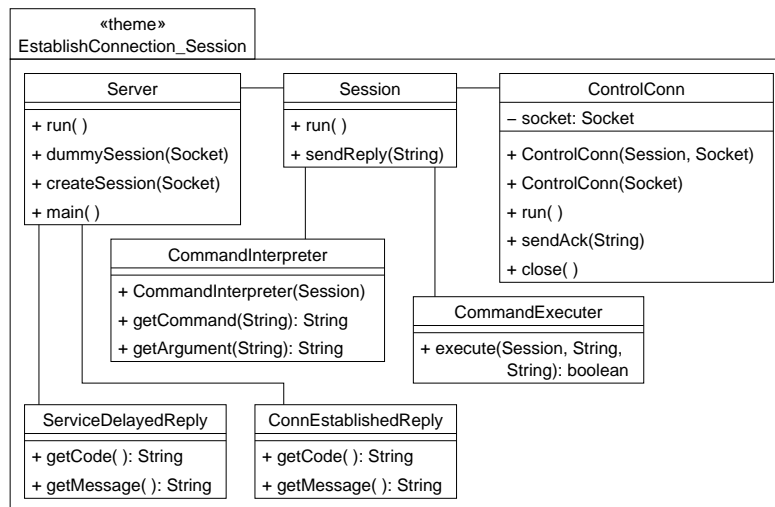 «theme»
EstablishConnection_Session
Server
+ run( )
+ dummySession(Socket)
+ createSession(Socket)
+ main( )
Session
+ run( )
+ sendReply(String)
ControlConn
− socket: Socket
+ ControlConn(Session, Socket)
+ ControlConn(Socket)
+ run( )
+ sendAck(String)
+ close( )
CommandInterpreter
+ CommandInterpreter(Session)
+ getCommand(String): String
+ getArgument(String): String
CommandExecuter
+ execute(Session, String,
String): boolean
ServiceDelayedReply
+ getCode( ): String
+ getMessage( ): String
ConnEstablishedReply
+ getCode( ): String
+ getMessage( ): String